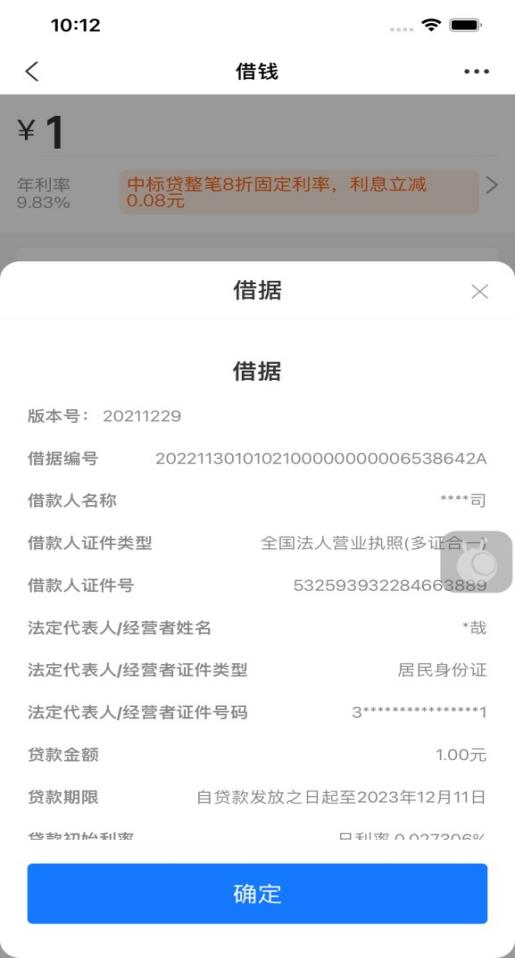 10:12
借钱
¥ 1
年利率
9.83%
中标贷整笔8折固定利率，利息立减
0.08元
借据
借据
版本号： 20211229
借据编号 2022113010102100000000006538642A
借款人名称 ****司
借款人证件类型 全国法人营业执照(多证合一)
借款人证件号 532593932284663889
法定代表人/经营者姓名 *哉
法定代表人/经营者证件类型 居民身份证
法定代表人/经营者证件号码 3****************1
贷款金额 1.00元
贷款期限 自贷款发放之日起至2023年12月11日
贷款初始利率 日利率 0.027306%
确定